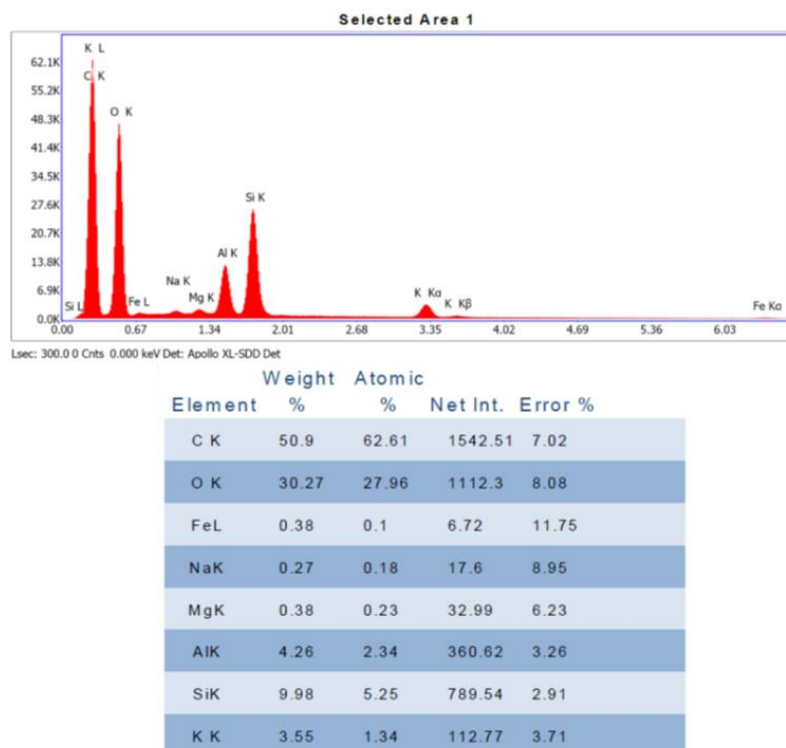 Selected Area 1
K L
62.1K
C K
55.2K
O K
48.3K
41.4K
34.5K
27.6K
Si K
20.7K
13.8K
Al K
6.9K
Na K
K Kα
Si L
Fe L
Mg K
K Kβ
Fe Kα
0.0K
0.00 0.67 1.34 2.01 2.68 3.35 4.02 4.69 5.36 6.03
Lsec: 300.0 0 Cnts 0.000 keV Det: Apollo XL-SDD Det
Weight Atomic
Element % % Net Int. Error %
C K 50.9 62.61 1542.51 7.02
O K 30.27 27.96 1112.3 8.08
FeL 0.38 0.1 6.72 11.75
NaK 0.27 0.18 17.6 8.95
MgK 0.38 0.23 32.99 6.23
AlK 4.26 2.34 360.62 3.26
SiK 9.98 5.25 789.54 2.91
K K 3.55 1.34 112.77 3.71